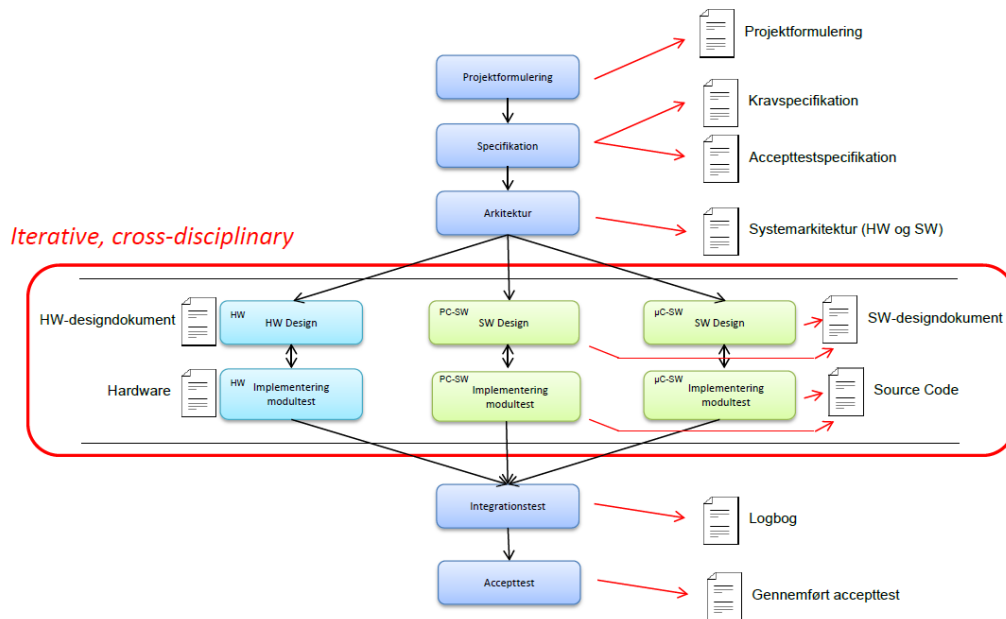 Projektformulering
Projektformulering
Kravspecifikation
Specifikation
Accepttestspecifikation
Arkitektur
Systemarkitektur (HW og SW)
Iterative, cross-disciplinary
HW-designdokument
HW
HW Design
PC-SW
SW Design
µC-SW
SW Design
SW-designdokument
Hardware
HW
Implementering
modultest
PC-SW
Implementering
modultest
µC-SW
Implementering
modultest
Source Code
Integrationstest
Logbog
Accepttest
Gennemført accepttest